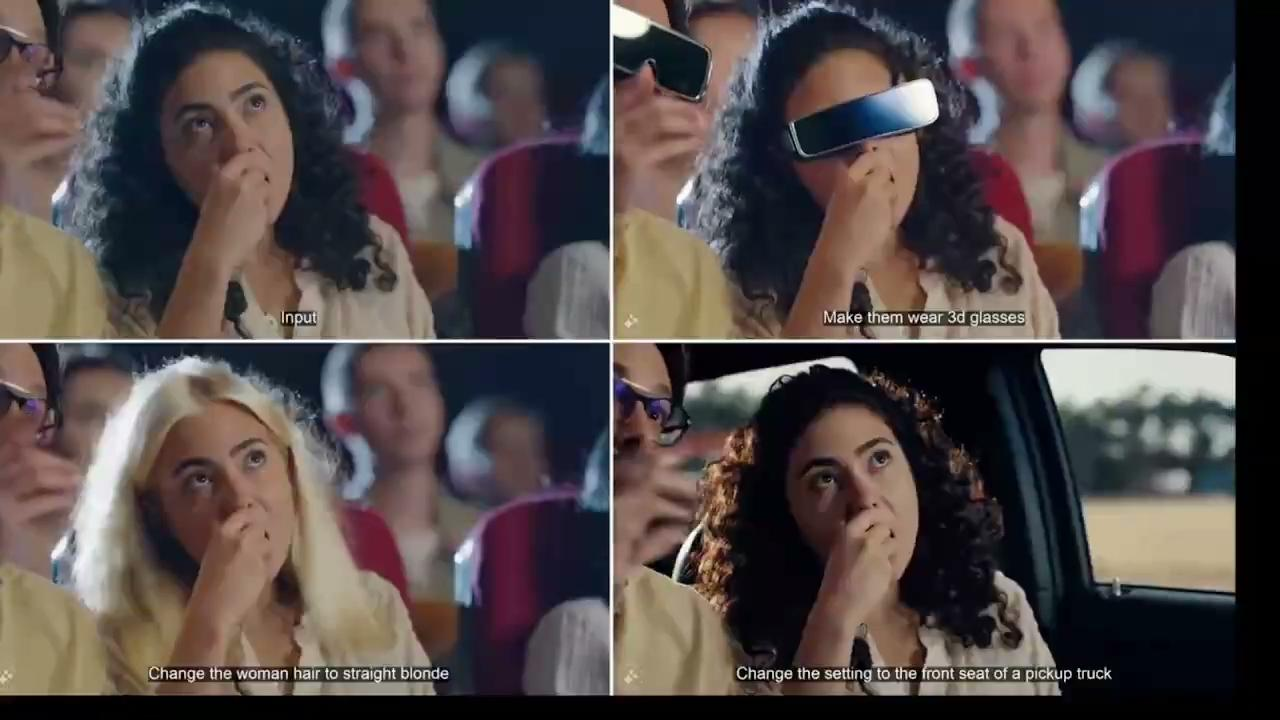 Input
Make them wear 3d glasses
Change the woman hair to straight blonde
Change the setting to the front seat of a pickup truck